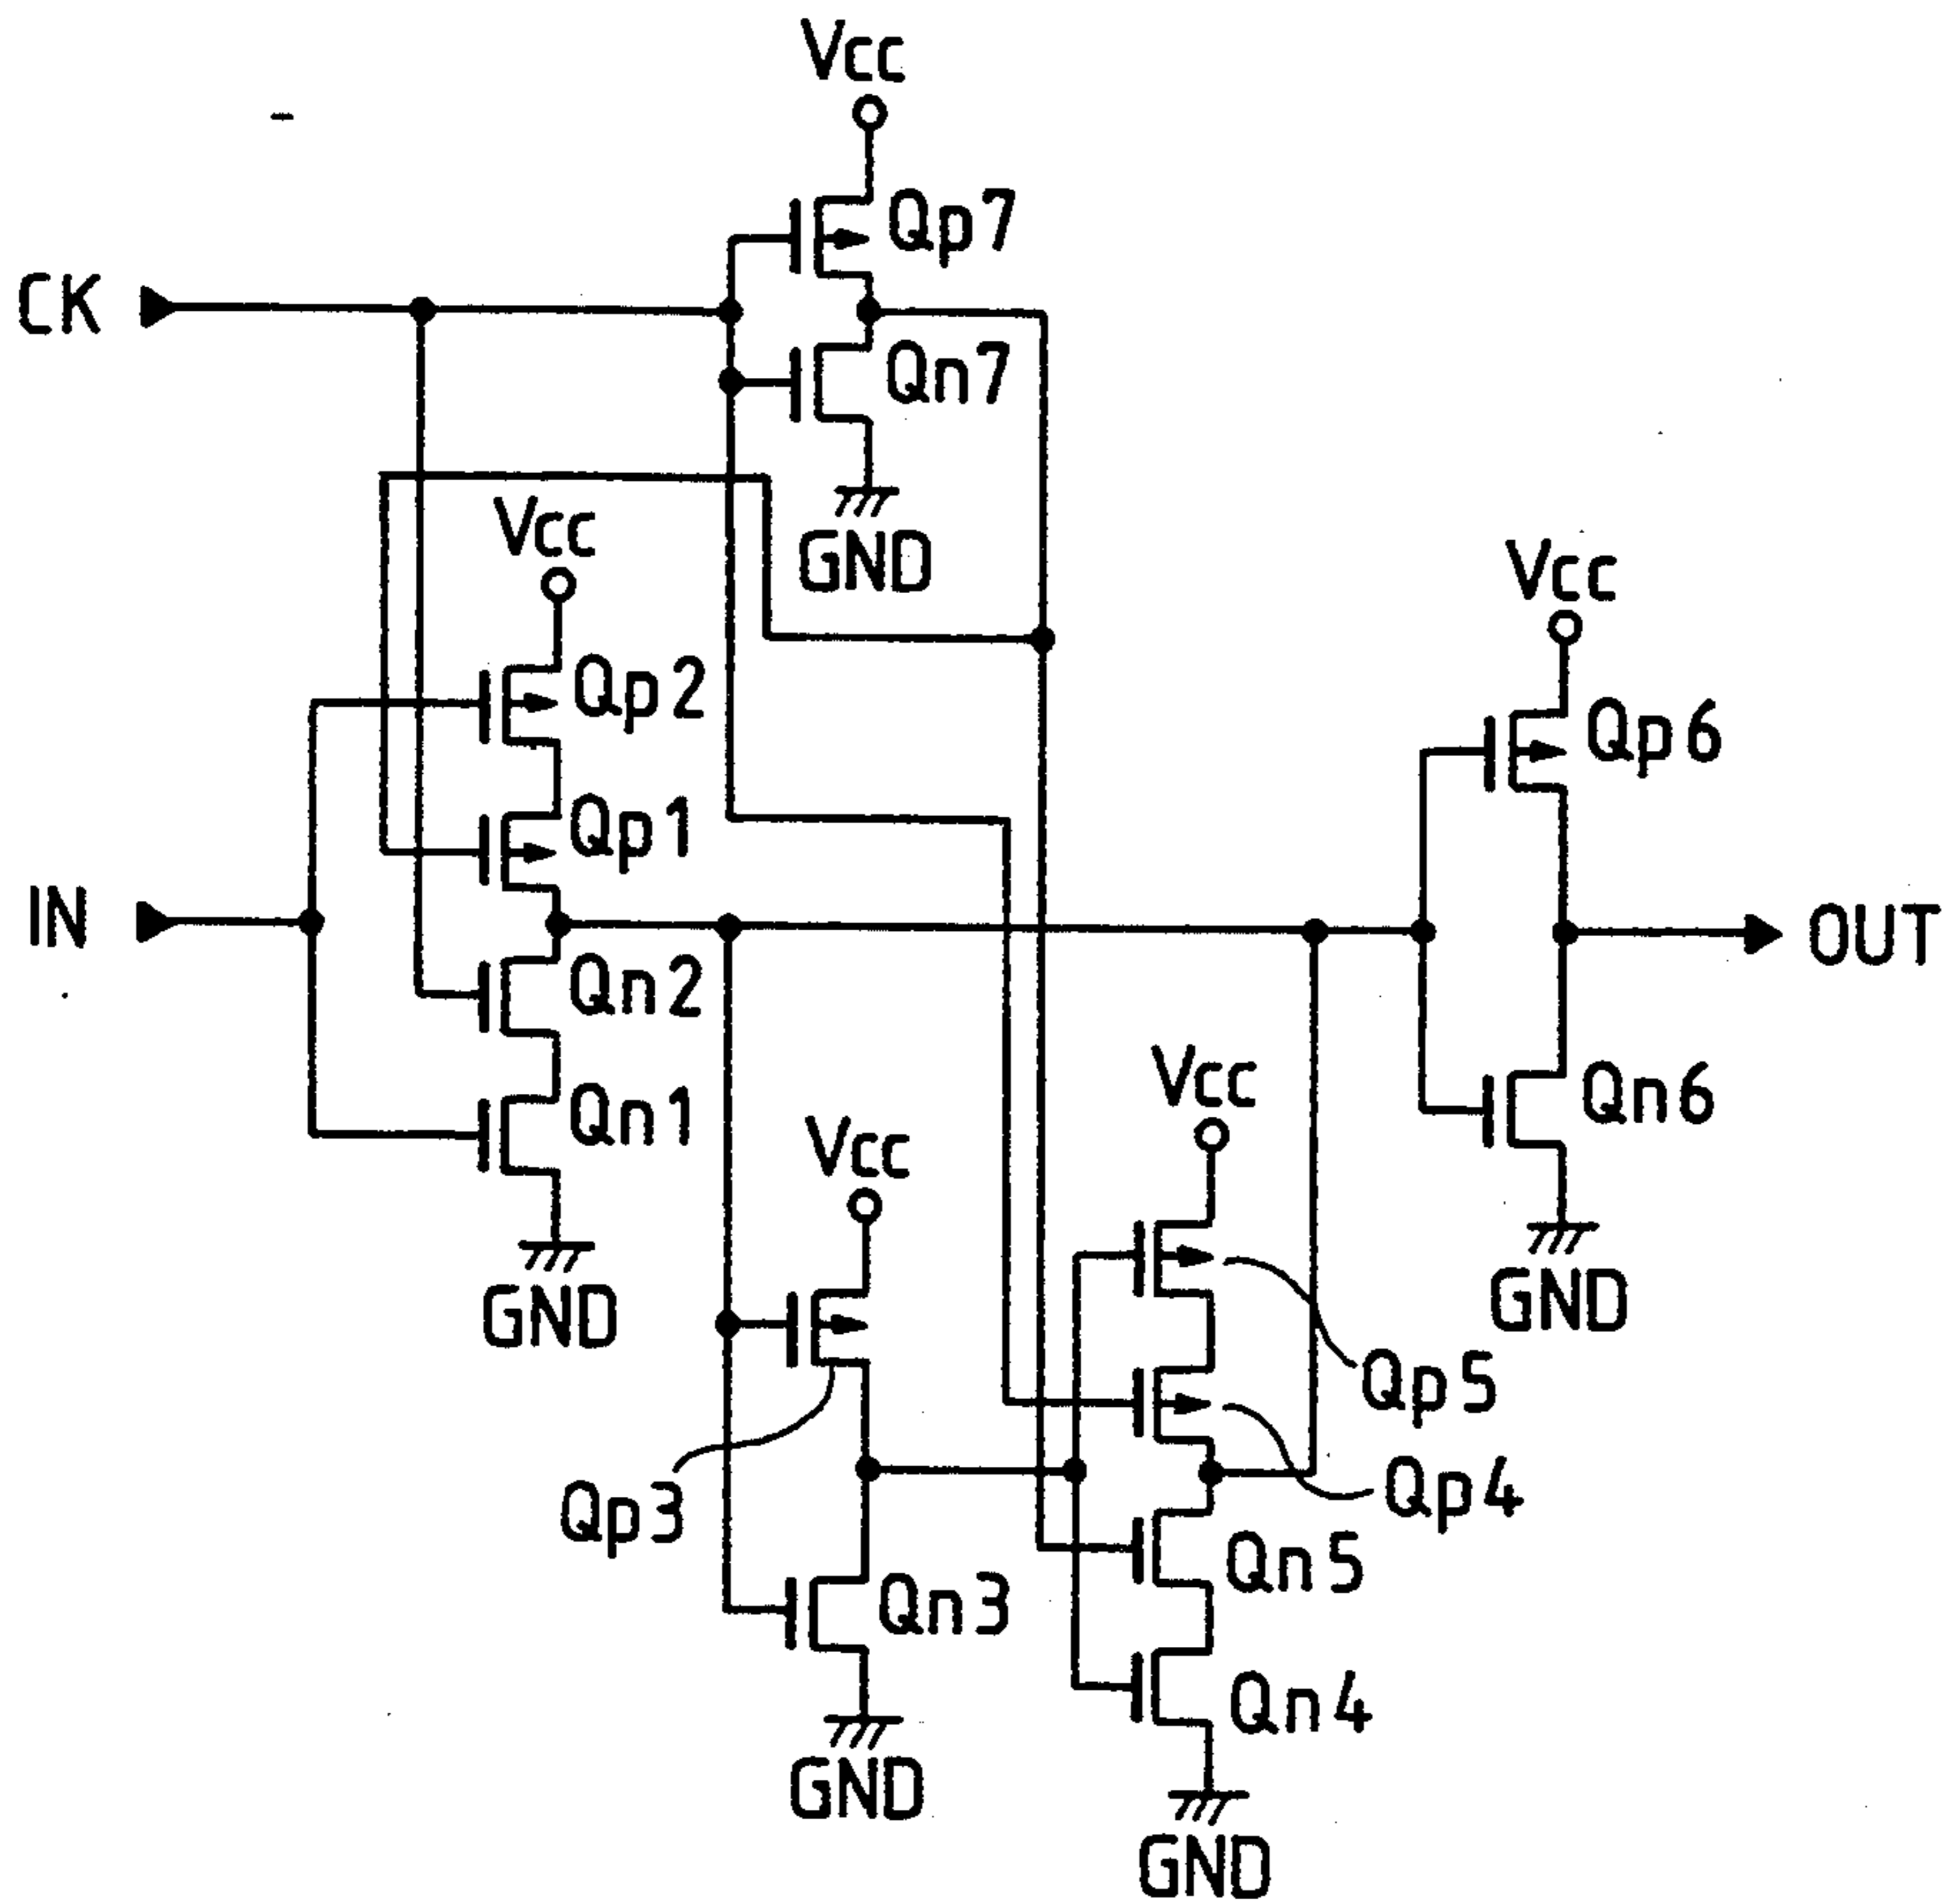 Vcc
Qp7
CK
Qn7
Vcc
GND
Vcc
Qp2
Qp6
Qp1
IN
OUT
Qn2
Vcc
Qn6
Qn1
Vcc
GND
GND
Qp5
Qp4
Qp3
Qn5
Qn3
Qn4
GND
GND